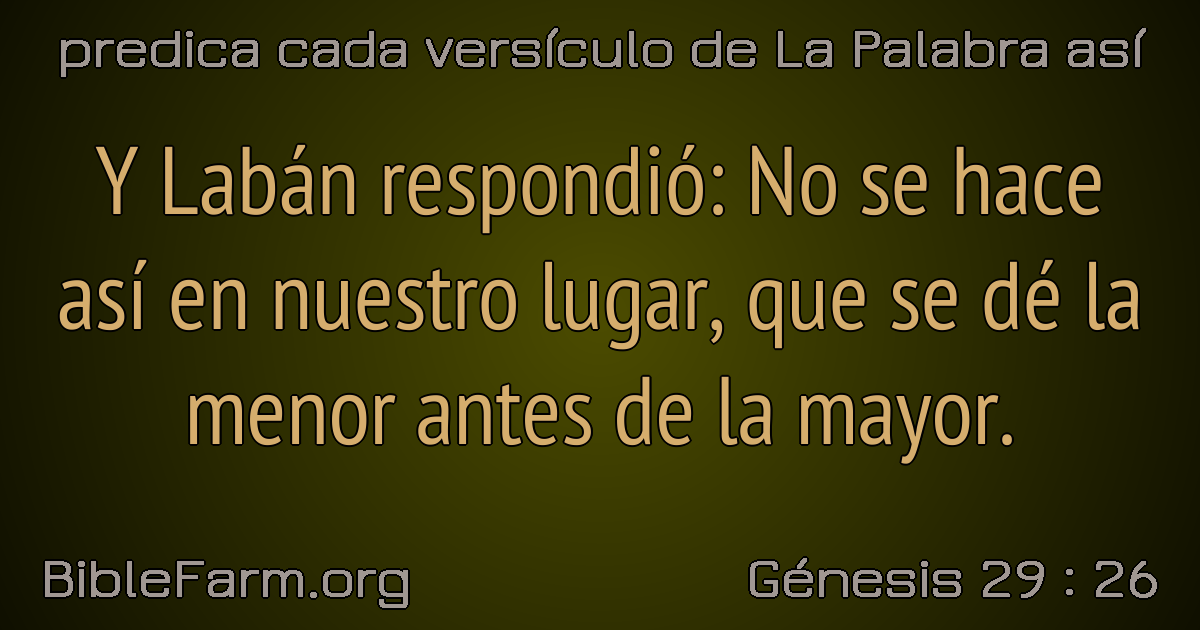 predica cada versículo de La Palabra así
Y Labán respondió: No se hace
así en nuestro lugar, que se dé la
menor antes de la mayor.
BibleFarm.org
Génesis 29 : 26